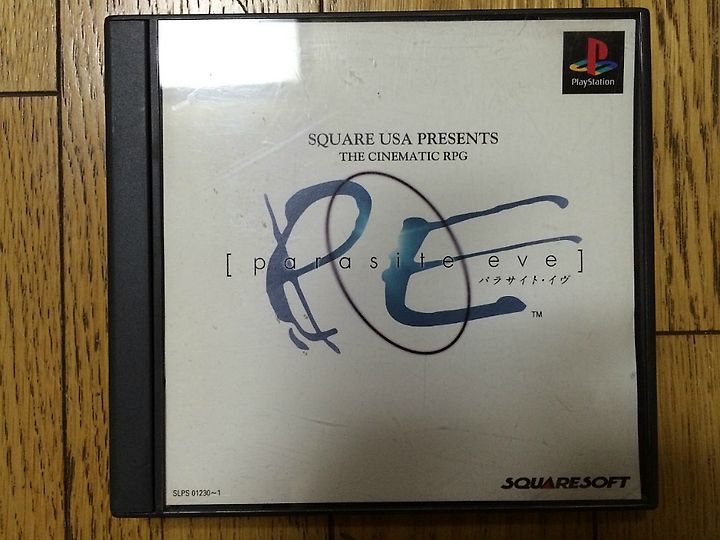 PlayStation
SQUARE USA PRESENTS
THE CINEMATIC RPG
PE
[ parasite eve ]
パラサイト・イヴ
TM
SLPS 01230～1
SQUARESOFT